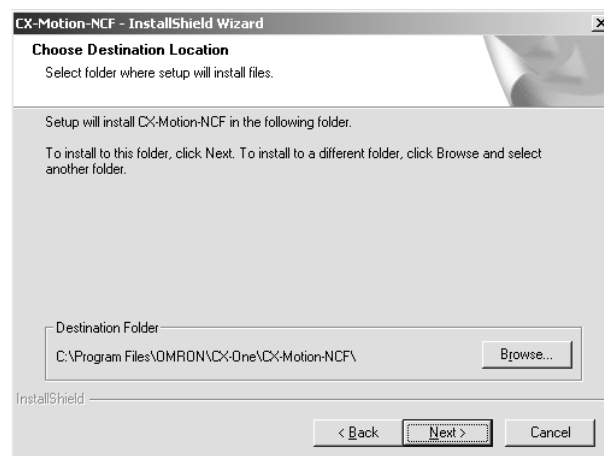 CX-Motion-NCF - InstallShield Wizard
Choose Destination Location
Select folder where setup will install files.
Setup will install CX-Motion-NCF in the following folder.
To install to this folder, click Next. To install to a different folder, click Browse and select
another folder.
Destination Folder
C:\Program Files\OMRON\CX-One\CX-Motion-NCF\
Browse...
InstallShield
< Back
Next >
Cancel